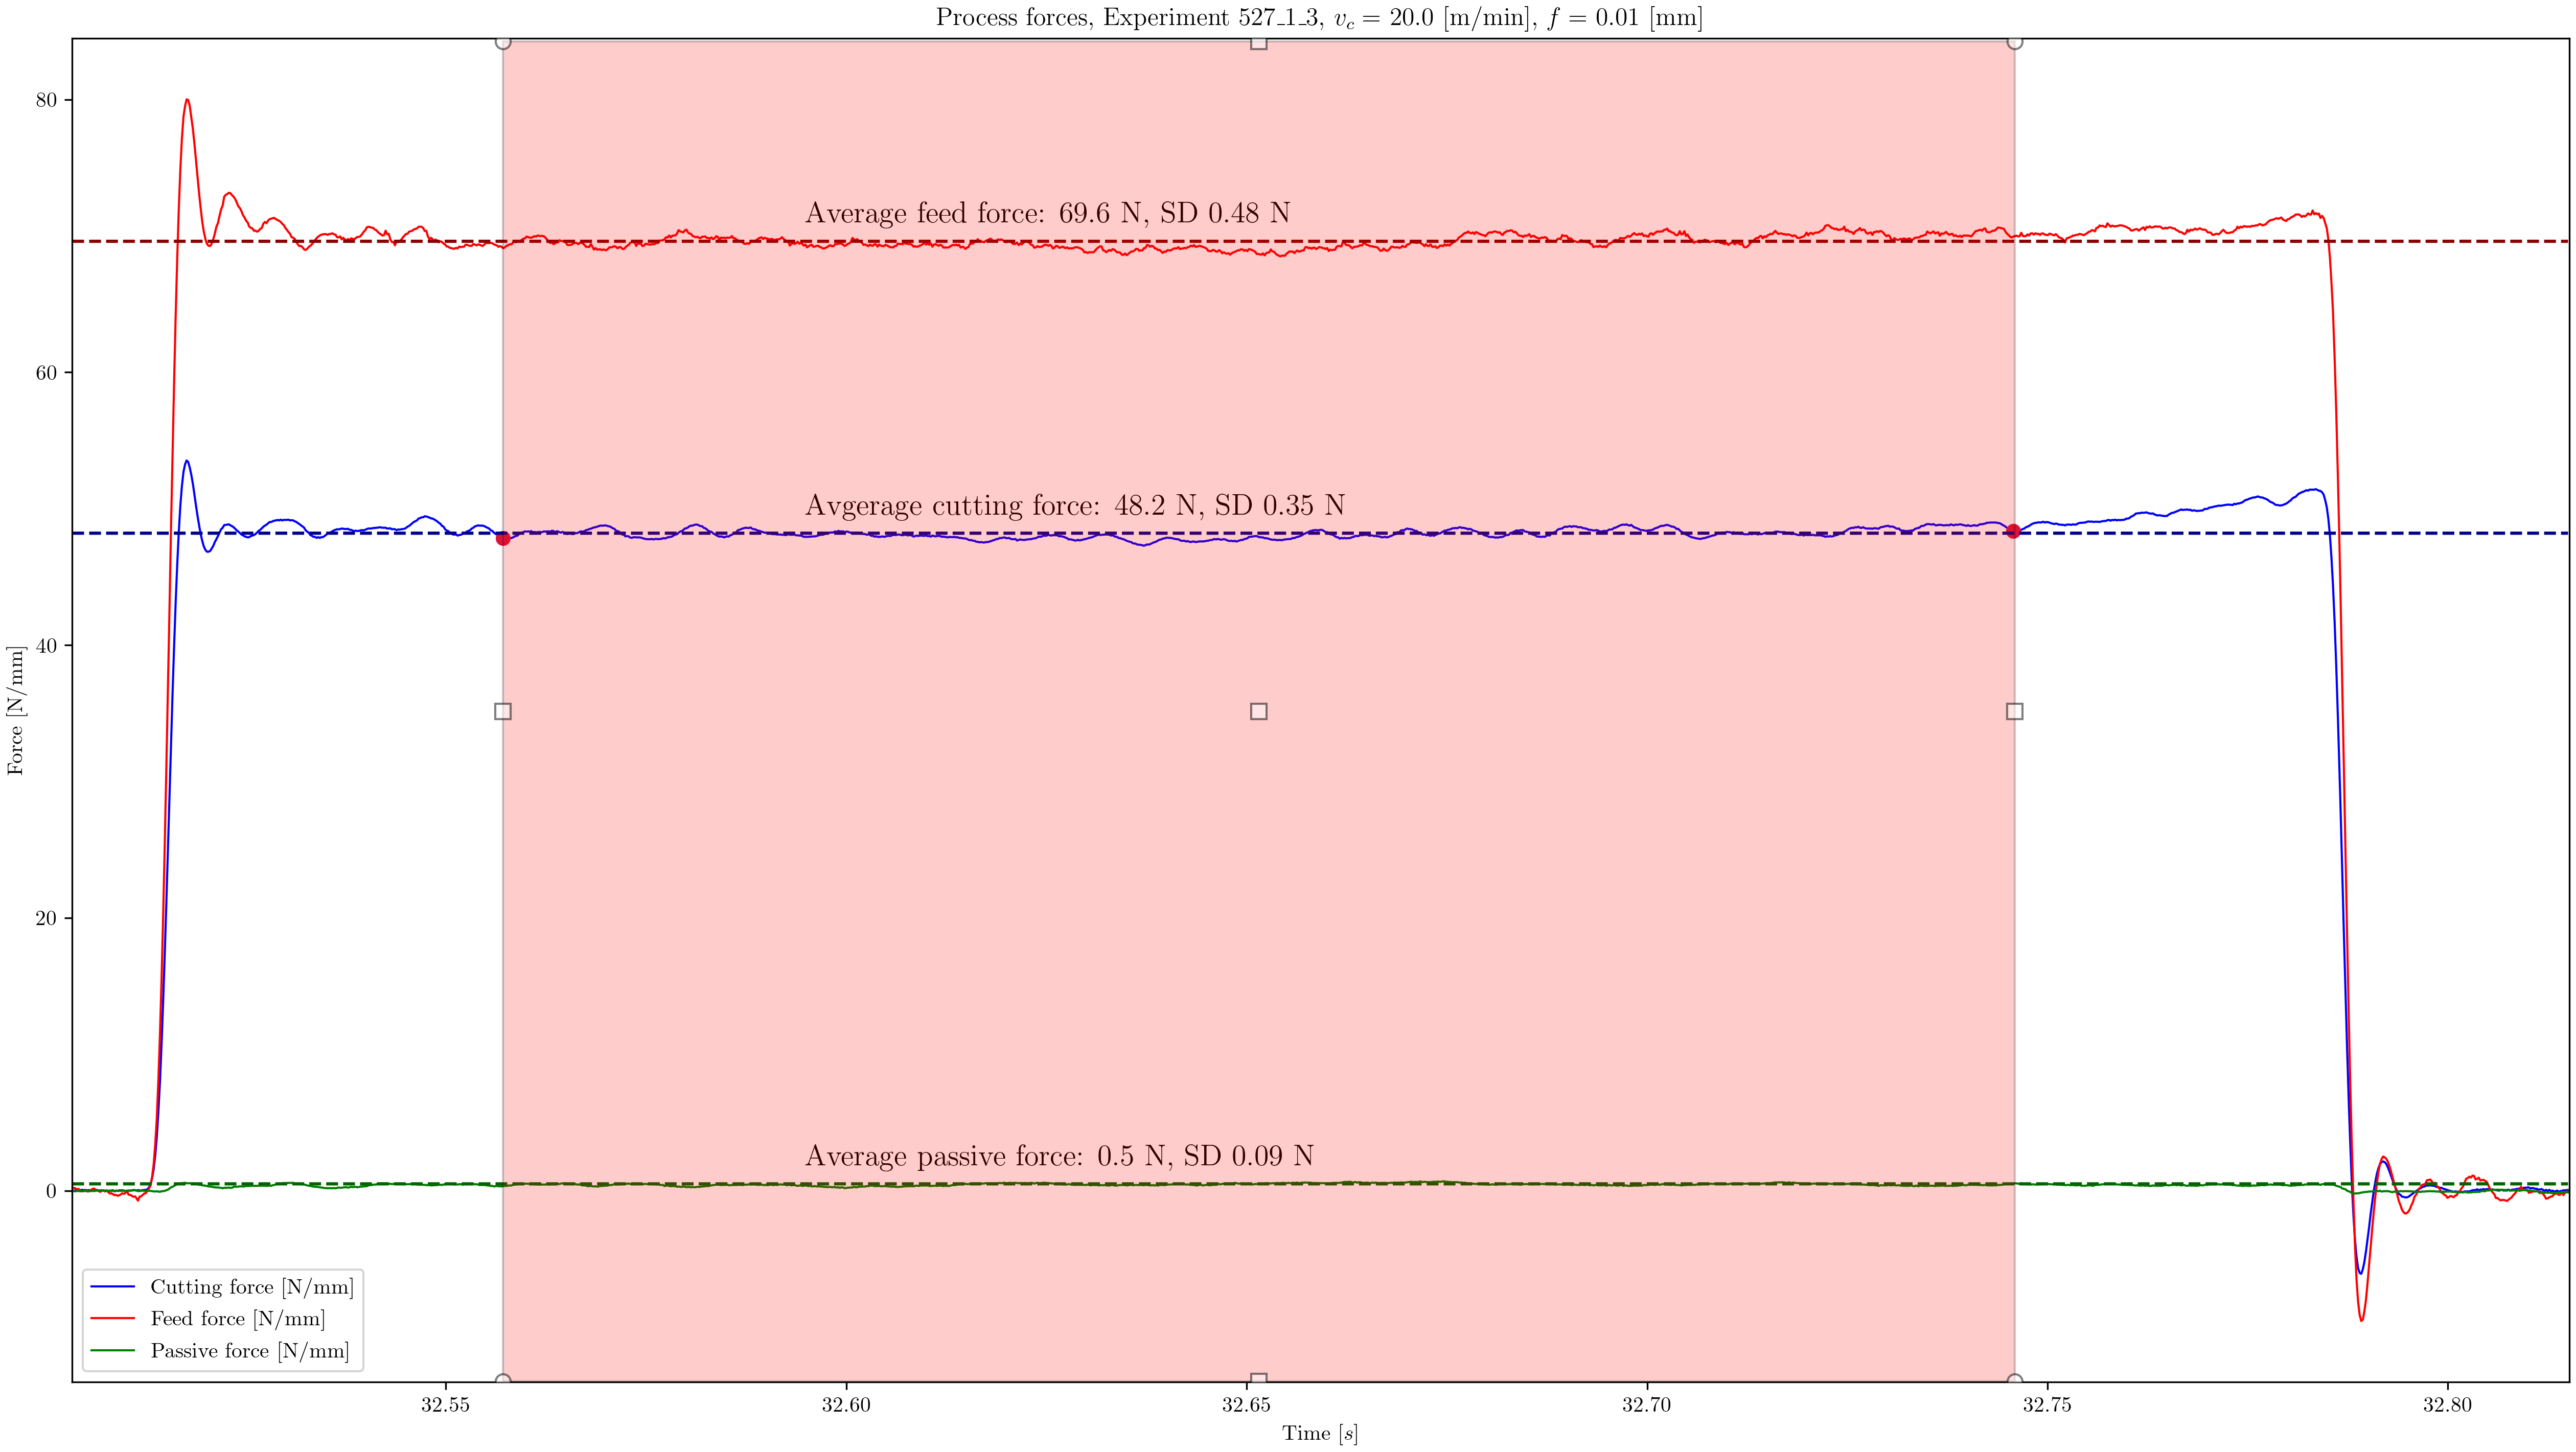 Process forces, Experiment 527_1_3, v_c = 20.0 [m/min], f = 0.01 [mm]
80
60
40
20
0
Force [N/mm]
Average feed force: 69.6 N, SD 0.48 N
Avgerage cutting force: 48.2 N, SD 0.35 N
Average passive force: 0.5 N, SD 0.09 N
Cutting force [N/mm]
Feed force [N/mm]
Passive force [N/mm]
32.55 32.60 32.65 32.70 32.75 32.80
Time [s]